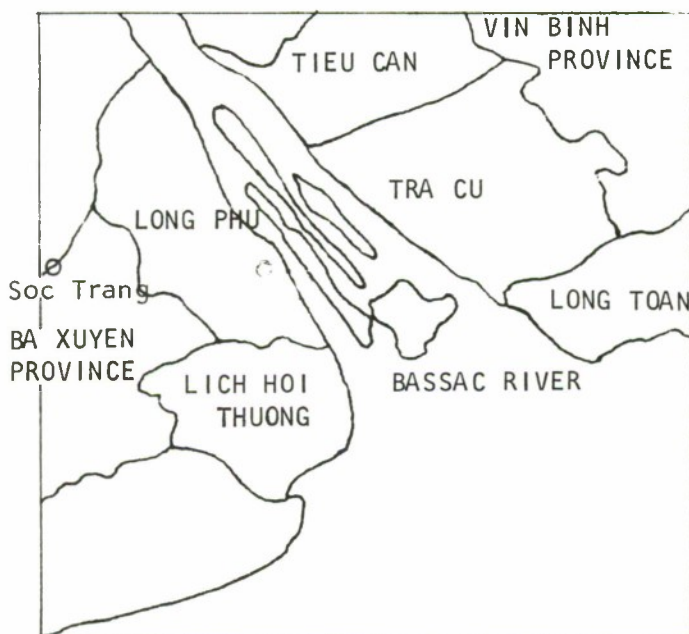 VIN BINH
PROVINCE
TIEU CAN
TRA CU
LONG PHU
Soc Trang
LONG TOAN
BA XUYEN
PROVINCE
LICH HOI
THUONG
BASSAC RIVER